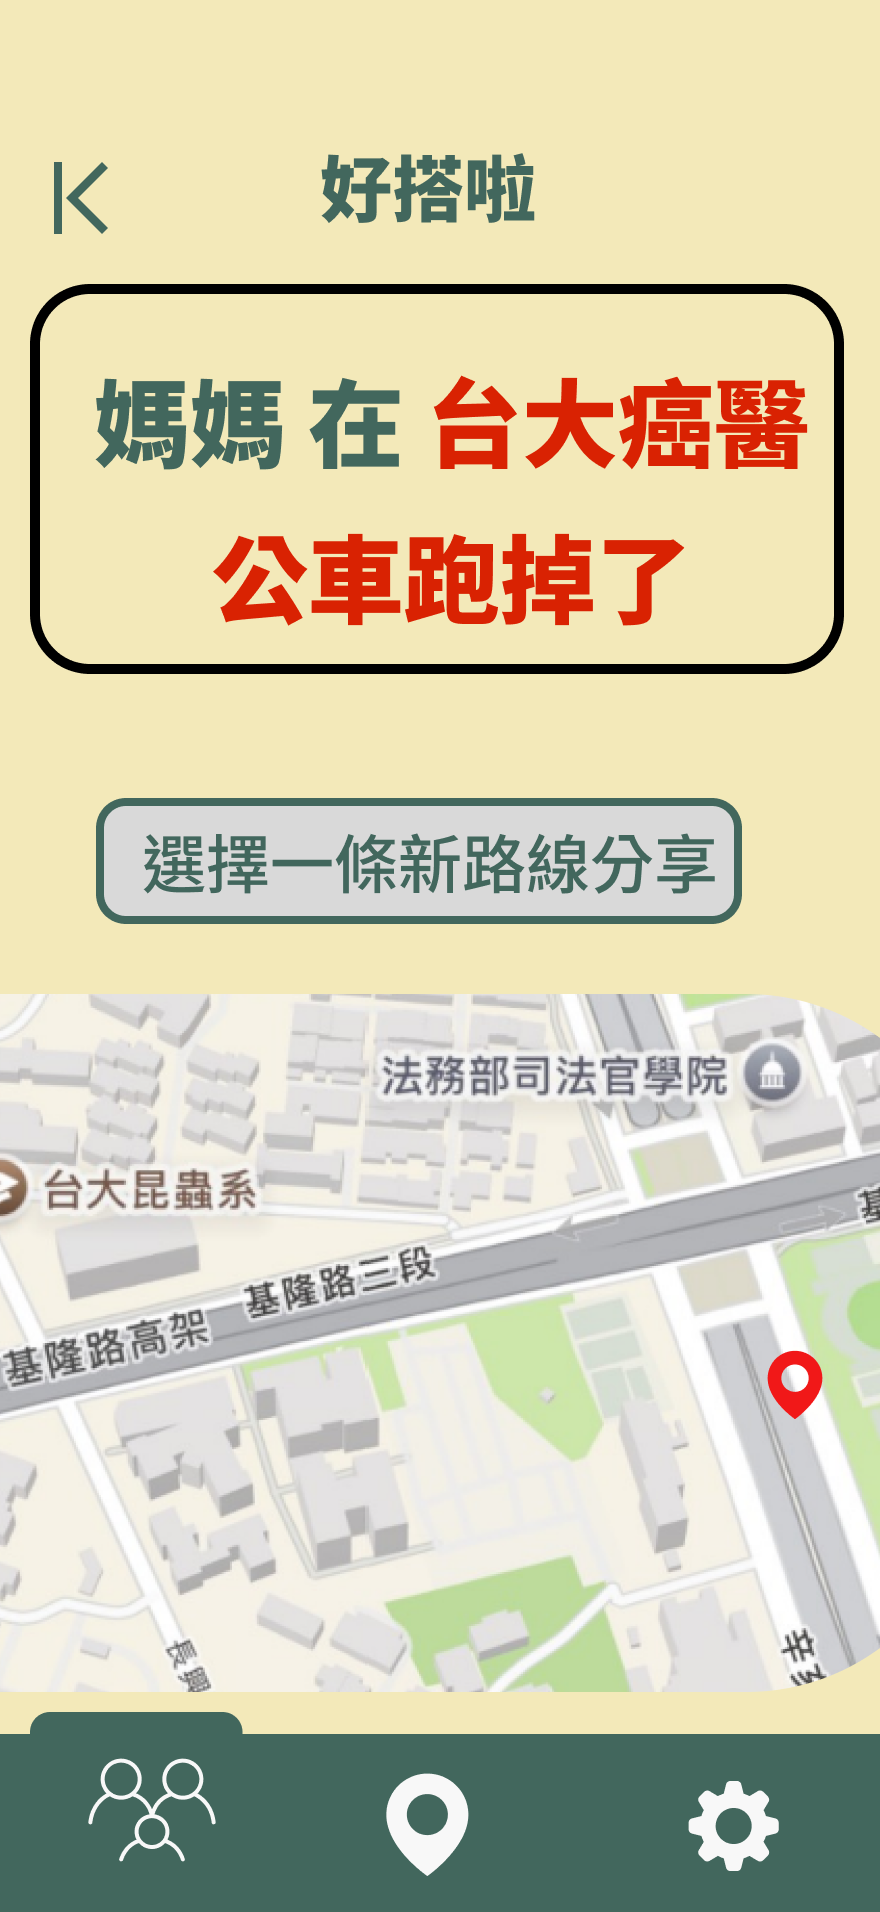 好搭啦
媽媽 在 台大癌醫
公車跑掉了
選擇一條新路線分享
法務部司法官學院
台大昆蟲系
基
基隆路三段
基隆路高架
長興
辛